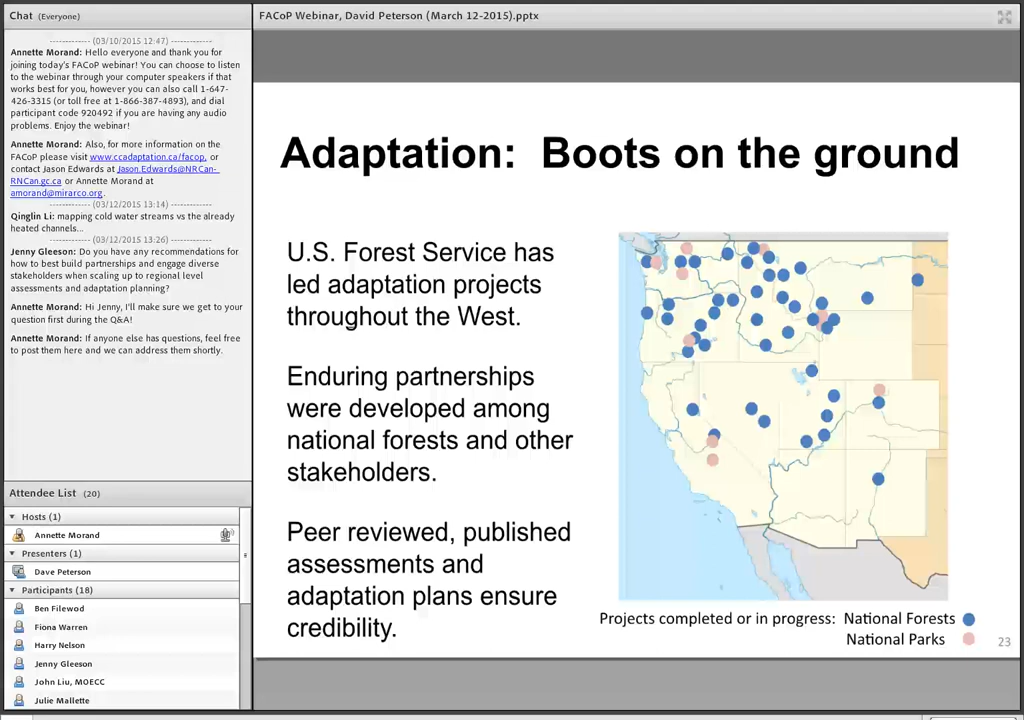 Chat (Everyone)
------------- (03/10/2015 12:47) -------------
Annette Morand: Hello everyone and thank you for
joining today's FACoP webinar! You can choose to listen
to the webinar through your computer speakers if that
works best for you, however you can also call 1-647-
426-3315 (or toll free at 1-866-387-4893), and dial
participant code 920492 if you are having any audio
problems. Enjoy the webinar!
Annette Morand: Also, for more information on the
FACoP please visit www.ccadaptation.ca/facop, or
contact Jason Edwards at Jason.Edwards@NRCan-
RNCan.gc.ca or Annette Morand at
amorand@mirarco.org.
------------- (03/12/2015 13:14) -------------
Qinglin Li: mapping cold water streams vs the already
heated channels...
------------- (03/12/2015 13:26) -------------
Jenny Gleeson: Do you have any recommendations for
how to best build partnerships and engage diverse
stakeholders when scaling up to regional level
assessments and adaptation planning?
Annette Morand: Hi Jenny, I'll make sure we get to your
question first during the Q&A!
Annette Morand: If anyone else has questions, feel free
to post them here and we can address them shortly.
Attendee List (20)
Hosts (1)
Annette Morand
Presenters (1)
Dave Peterson
Participants (18)
Ben Filewod
Fiona Warren
Harry Nelson
Jenny Gleeson
John Liu, MOECC
Julie Mallette
FACoP Webinar, David Peterson (March 12-2015).pptx
Adaptation: Boots on the ground
U.S. Forest Service has
led adaptation projects
throughout the West.
Enduring partnerships
were developed among
national forests and other
stakeholders.
Peer reviewed, published
assessments and
adaptation plans ensure
credibility.
Projects completed or in progress: National Forests
National Parks
23